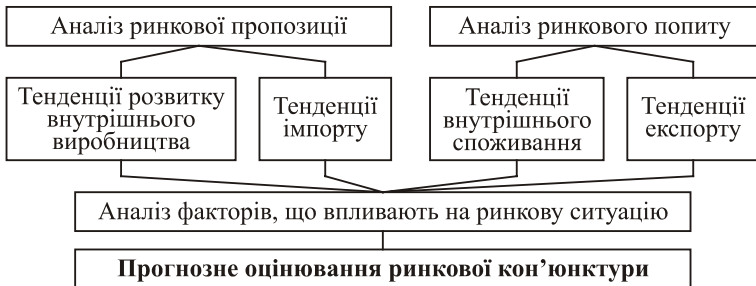 Аналіз ринкової пропозиції
Аналіз ринкового попиту
Тенденції розвитку
внутрішнього
виробництва
Тенденції
імпорту
Тенденції
внутрішнього
споживання
Тенденції
експорту
Аналіз факторів, що впливають на ринкову ситуацію
Прогнозне оцінювання ринкової кон’юнктури